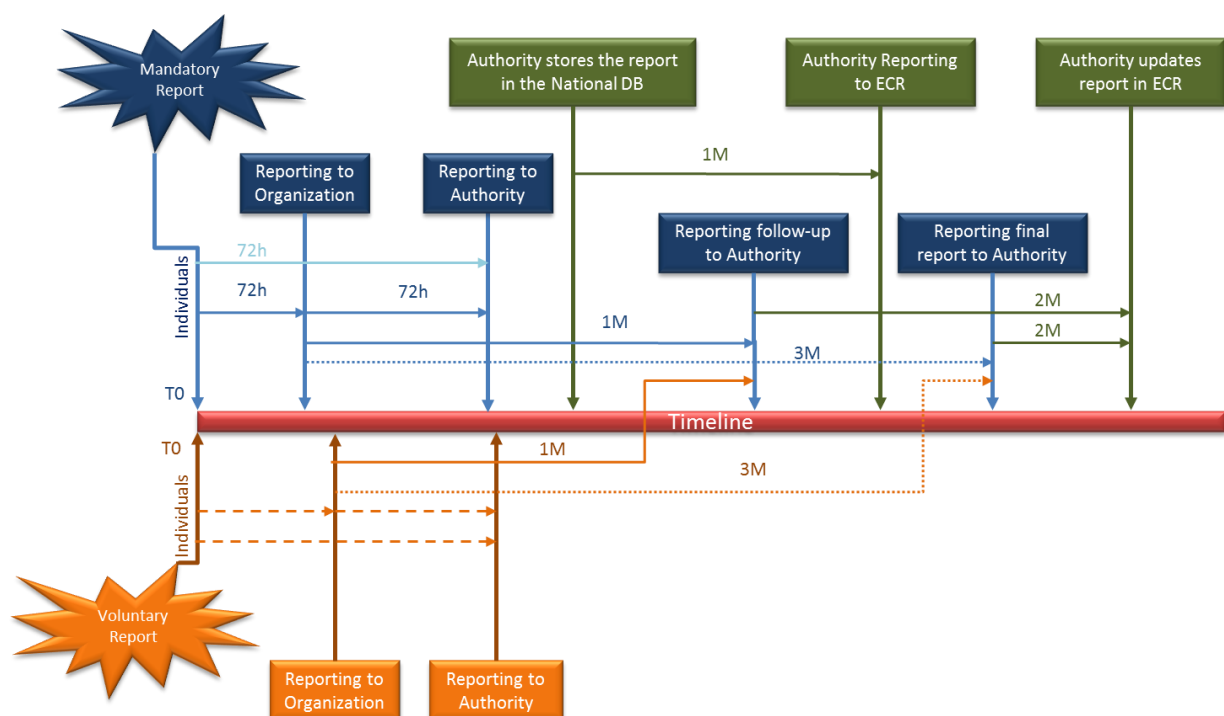 Mandatory
Report
Authority stores the report
in the National DB
Authority Reporting
to ECR
Authority updates
report in ECR
1M
Reporting to
Organization
Reporting to
Authority
Reporting follow-up
to Authority
Reporting final
report to Authority
Individuals
72h
72h
72h
2M
1M
2M
3M
T0
Timeline
T0
1M
3M
Individuals
Voluntary
Report
Reporting to
Organization
Reporting to
Authority